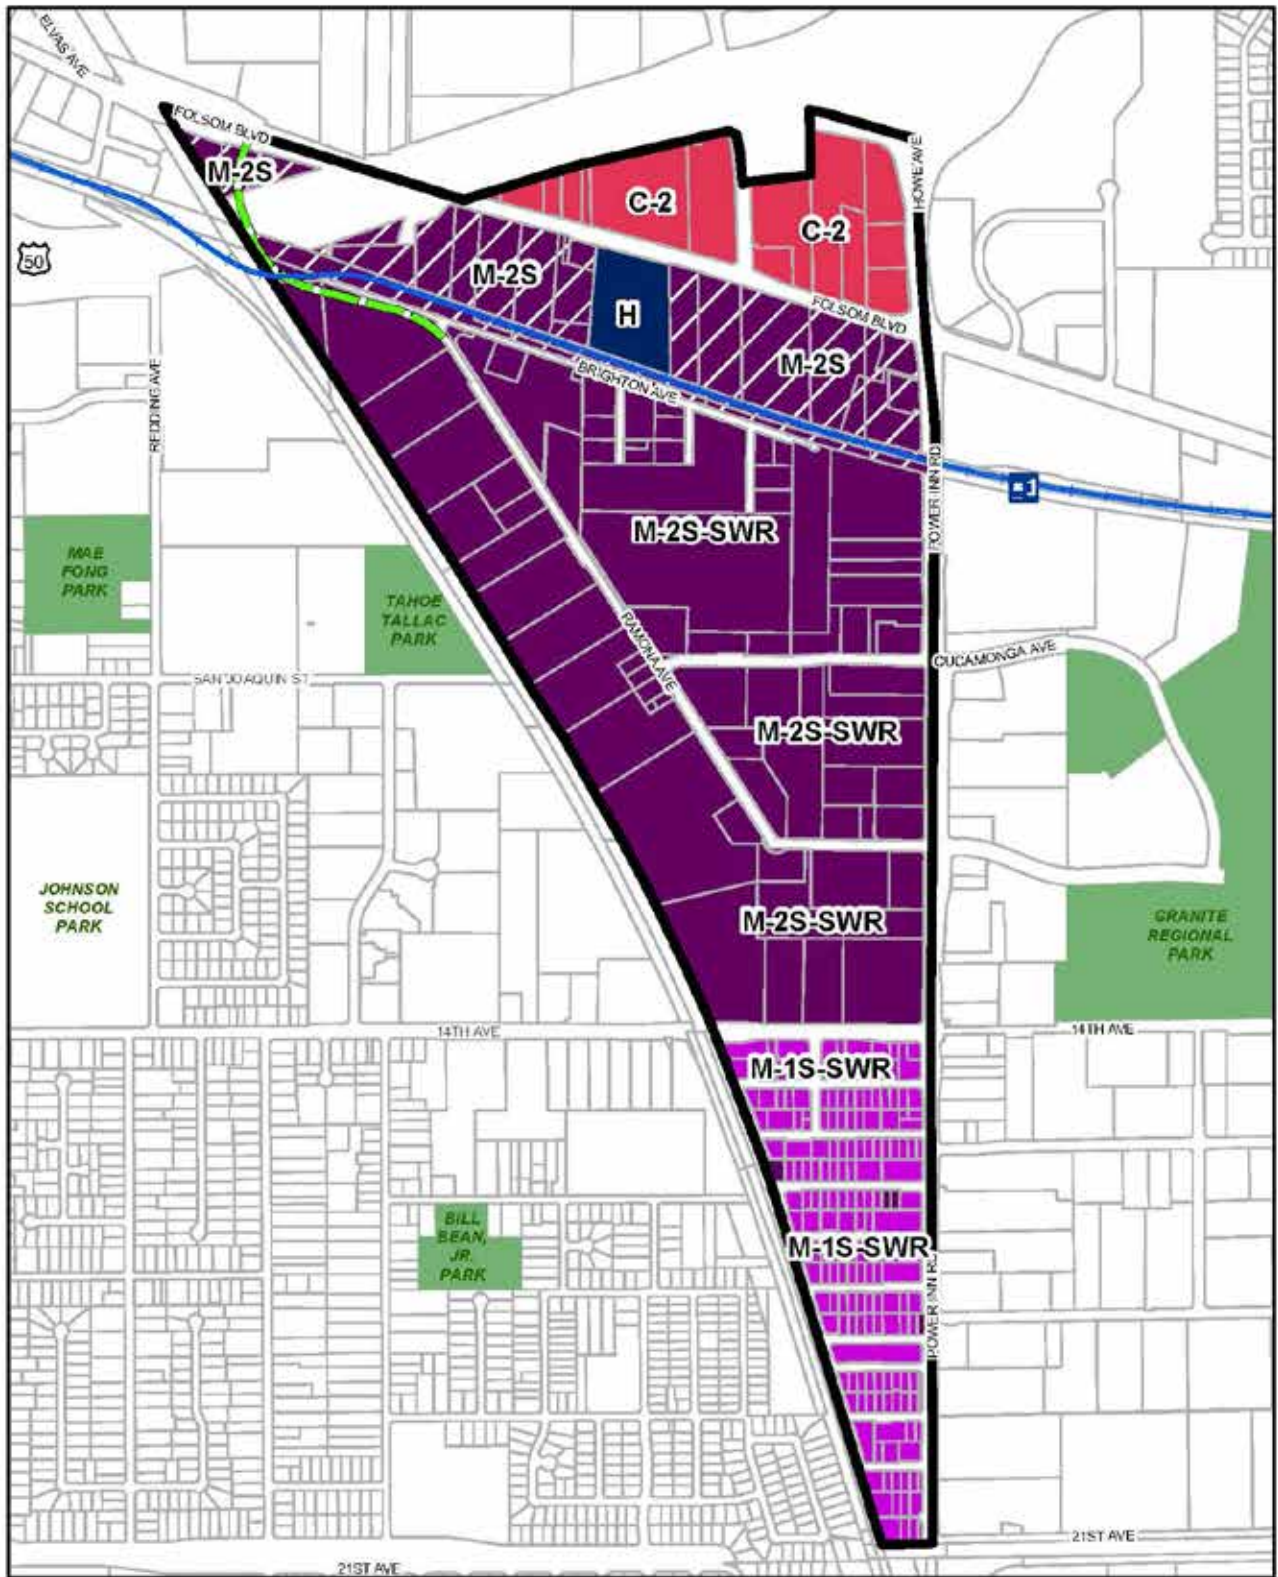 ELVAS AVE
FOLSOM BLVD
M-2S
HOWE AVE
C-2
C-2
50
M-2S
H
FOLSOM BLVD
M-2S
BRIGHTON AVE
REDDING AVE
POWER INN RD
M-2S-SWR
MAE
FONG
PARK
TAHOE
TALLAC
PARK
RAMONA AVE
CUCAMONGA AVE
SAN JOAQUIN ST
M-2S-SWR
JOHNSON
SCHOOL
PARK
M-2S-SWR
GRANITE
REGIONAL
PARK
14TH AVE
14TH AVE
M-1S-SWR
BILL
BEAN,
JR.
PARK
M-1S-SWR
POWER INN RD
21ST AVE
21ST AVE